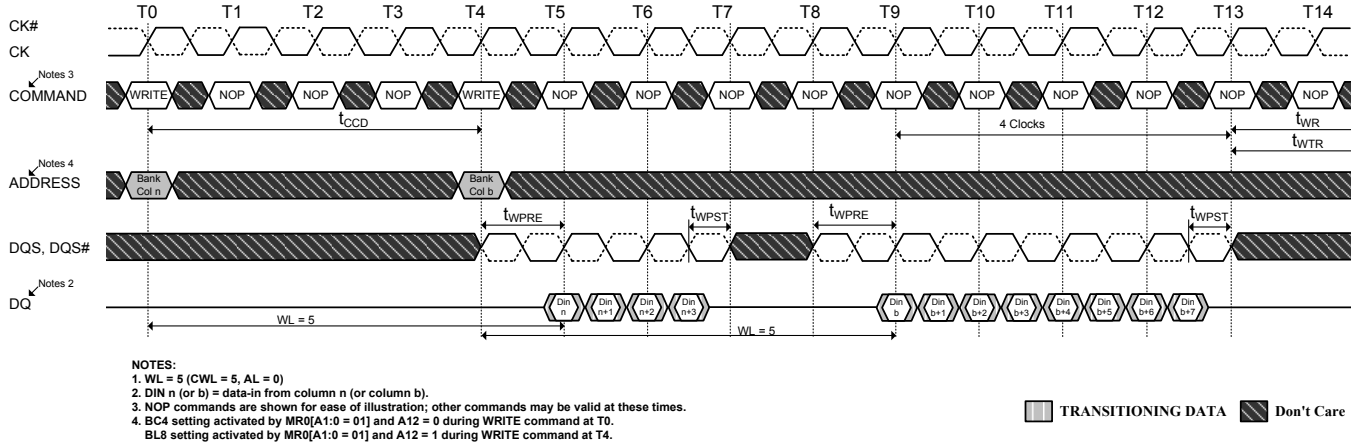 T0 T1 T2 T3 T4 T5 T6 T7 T8 T9 T10 T11 T12 T13 T14
CK#
CK
Notes 3
COMMAND
WRITE NOP NOP NOP WRITE NOP NOP NOP NOP NOP NOP NOP NOP NOP NOP
tCCD
4 Clocks
tWR
tWTR
Notes 4
ADDRESS
Bank Col n
Bank Col b
tWPRE tWPST tWPRE tWPST
DQS, DQS#
Notes 2
DQ
Din n Din n+1 Din n+2 Din n+3 Din b Din b+1 Din b+2 Din b+3 Din b+4 Din b+5 Din b+6 Din b+7
WL = 5
WL = 5
NOTES:
1. WL = 5 (CWL = 5, AL = 0)
2. DIN n (or b) = data-in from column n (or column b).
3. NOP commands are shown for ease of illustration; other commands may be valid at these times.
4. BC4 setting activated by MR0[A1:0 = 01] and A12 = 0 during WRITE command at T0.
BL8 setting activated by MR0[A1:0 = 01] and A12 = 1 during WRITE command at T4.
TRANSITIONING DATA Don't Care